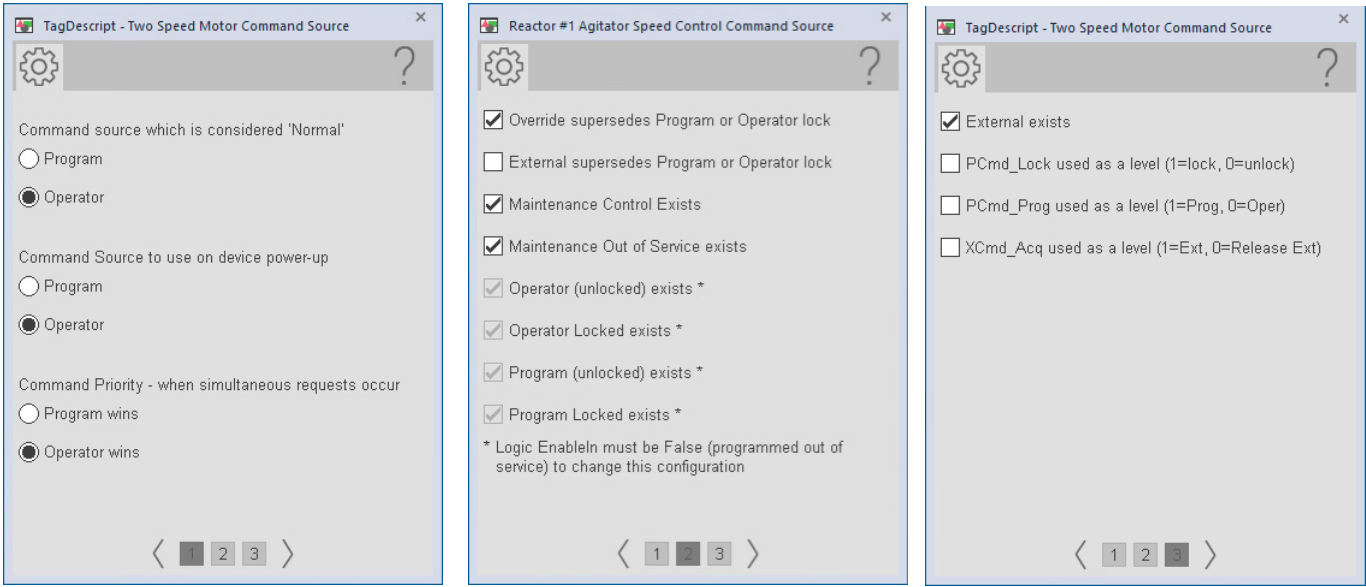 TagDescript - Two Speed Motor Command Source
?
Command source which is considered 'Normal'
Program
Operator
Command Source to use on device power-up
Program
Operator
Command Priority - when simultaneous requests occur
Program wins
Operator wins
1 2 3
Reactor #1 Agitator Speed Control Command Source
?
Override supersedes Program or Operator lock
External supersedes Program or Operator lock
Maintenance Control Exists
Maintenance Out of Service exists
Operator (unlocked) exists *
Operator Locked exists *
Program (unlocked) exists *
Program Locked exists *
* Logic EnableIn must be False (programmed out of
service) to change this configuration
1 2 3
TagDescript - Two Speed Motor Command Source
?
External exists
PCmd_Lock used as a level (1=lock, 0=unlock)
PCmd_Prog used as a level (1=Prog, 0=Oper)
XCmd_Acq used as a level (1=Ext, 0=Release Ext)
1 2 3